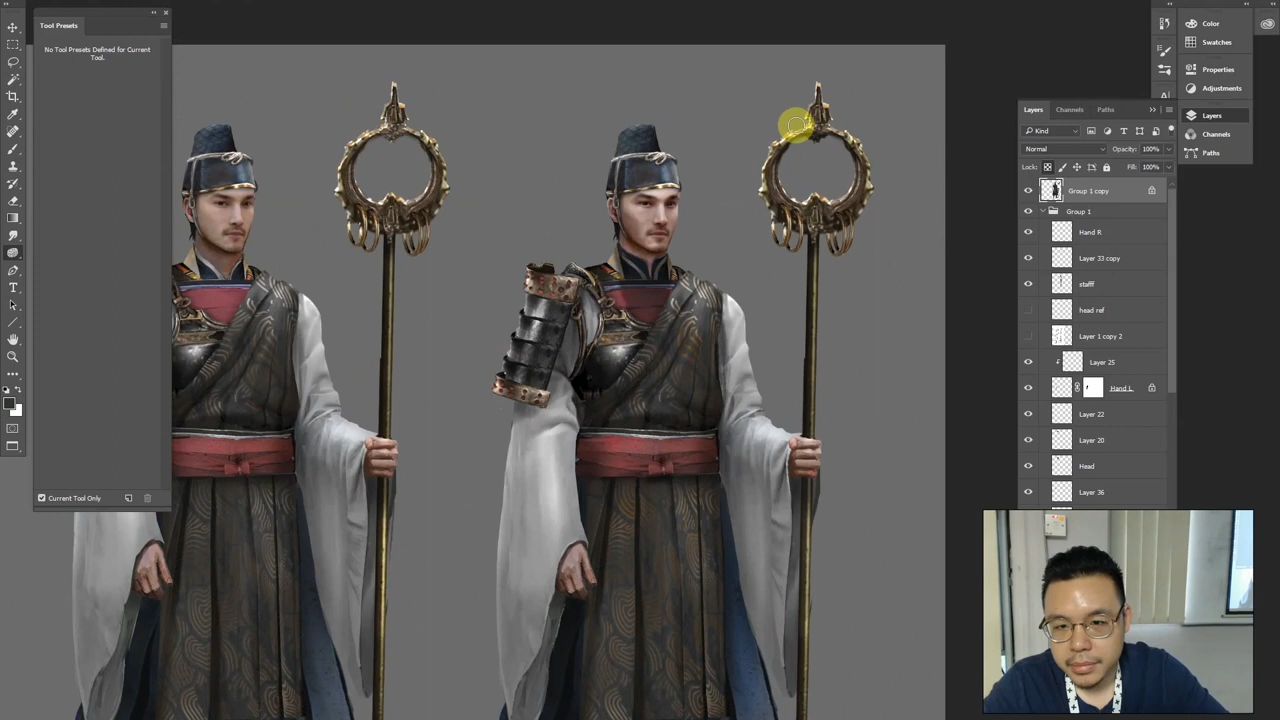 Tool Presets
No Tool Presets Defined for Current
Tool.
Current Tool Only
Color
Swatches
Properties
Adjustments
Layers
Channels
Paths
Layers
Channels
Paths
Kind
Normal
Opacity: 100%
Lock:
Fill: 100%
Group 1 copy
Group 1
Hand R
Layer 33 copy
stafff
head ref
Layer 1 copy 2
Layer 25
Hand L
Layer 22
Layer 20
Head
Layer 36